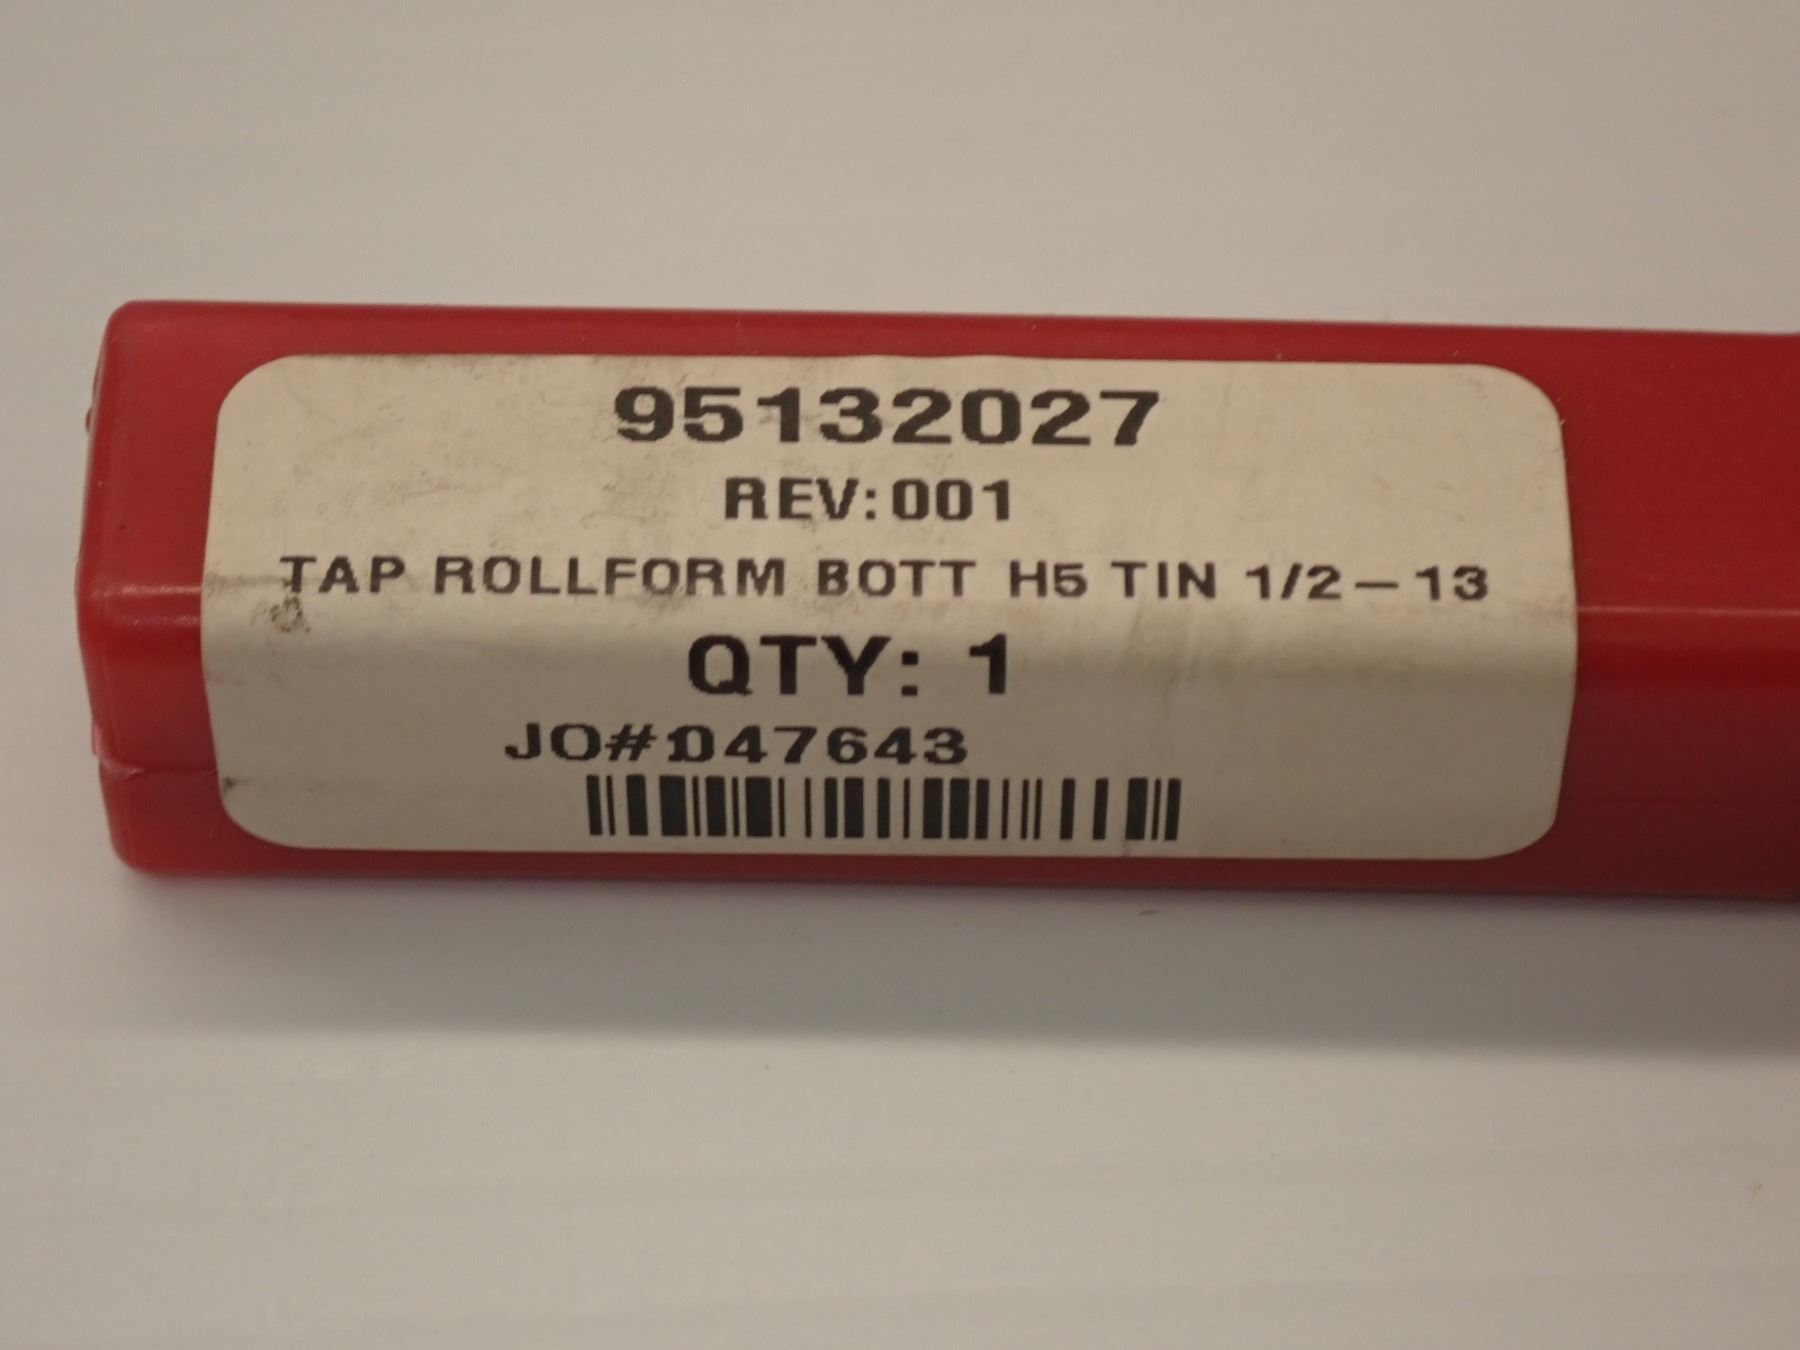 95132027
REV:001
TAP ROLLFORM BOTT H5 TIN 1/2-13
QTY: 1
JO#:047643